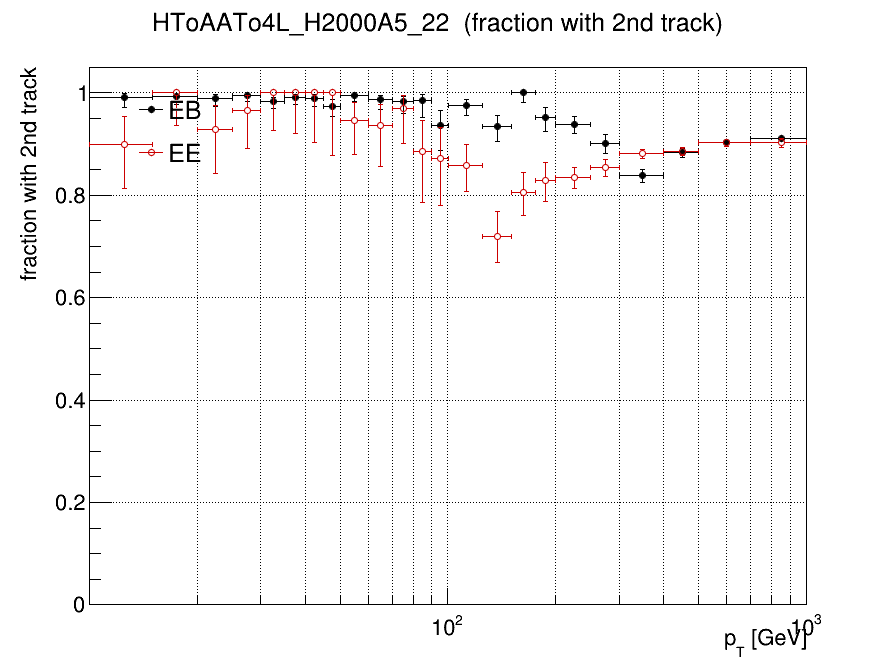 HToAATo4L_H2000A5_22 (fraction with 2nd track)
fraction with 2nd track
1
0.8
0.6
0.4
0.2
0
EB
EE
10²
10³
p_T [GeV]